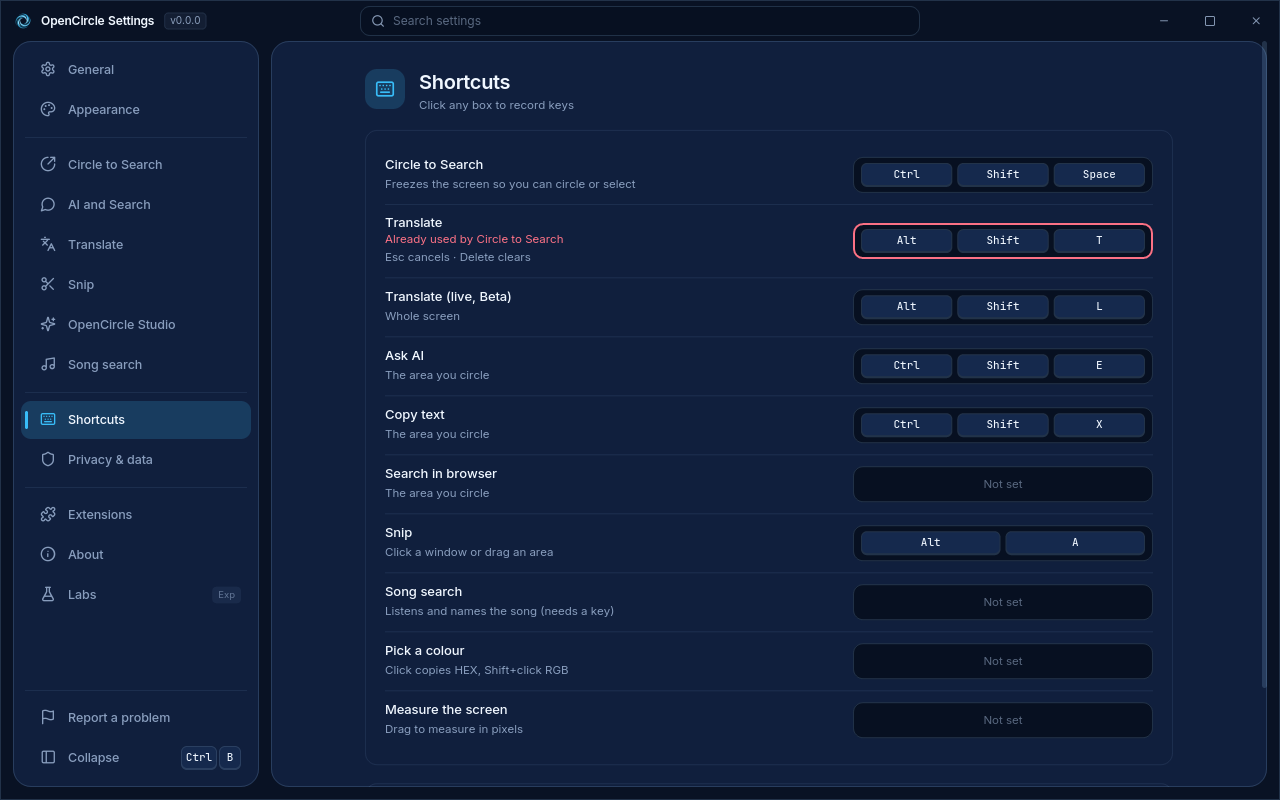 OpenCircle Settings v0.0.0
Search settings
General
Appearance
Circle to Search
AI and Search
Translate
Snip
OpenCircle Studio
Song search
Shortcuts
Privacy & data
Extensions
About
Labs Exp
Report a problem
Collapse Ctrl B
Shortcuts
Click any box to record keys
Circle to Search
Freezes the screen so you can circle or select
Ctrl Shift Space
Translate
Already used by Circle to Search
Esc cancels · Delete clears
Alt Shift T
Translate (live, Beta)
Whole screen
Alt Shift L
Ask AI
The area you circle
Ctrl Shift E
Copy text
The area you circle
Ctrl Shift X
Search in browser
The area you circle
Not set
Snip
Click a window or drag an area
Alt A
Song search
Listens and names the song (needs a key)
Not set
Pick a colour
Click copies HEX, Shift+click RGB
Not set
Measure the screen
Drag to measure in pixels
Not set